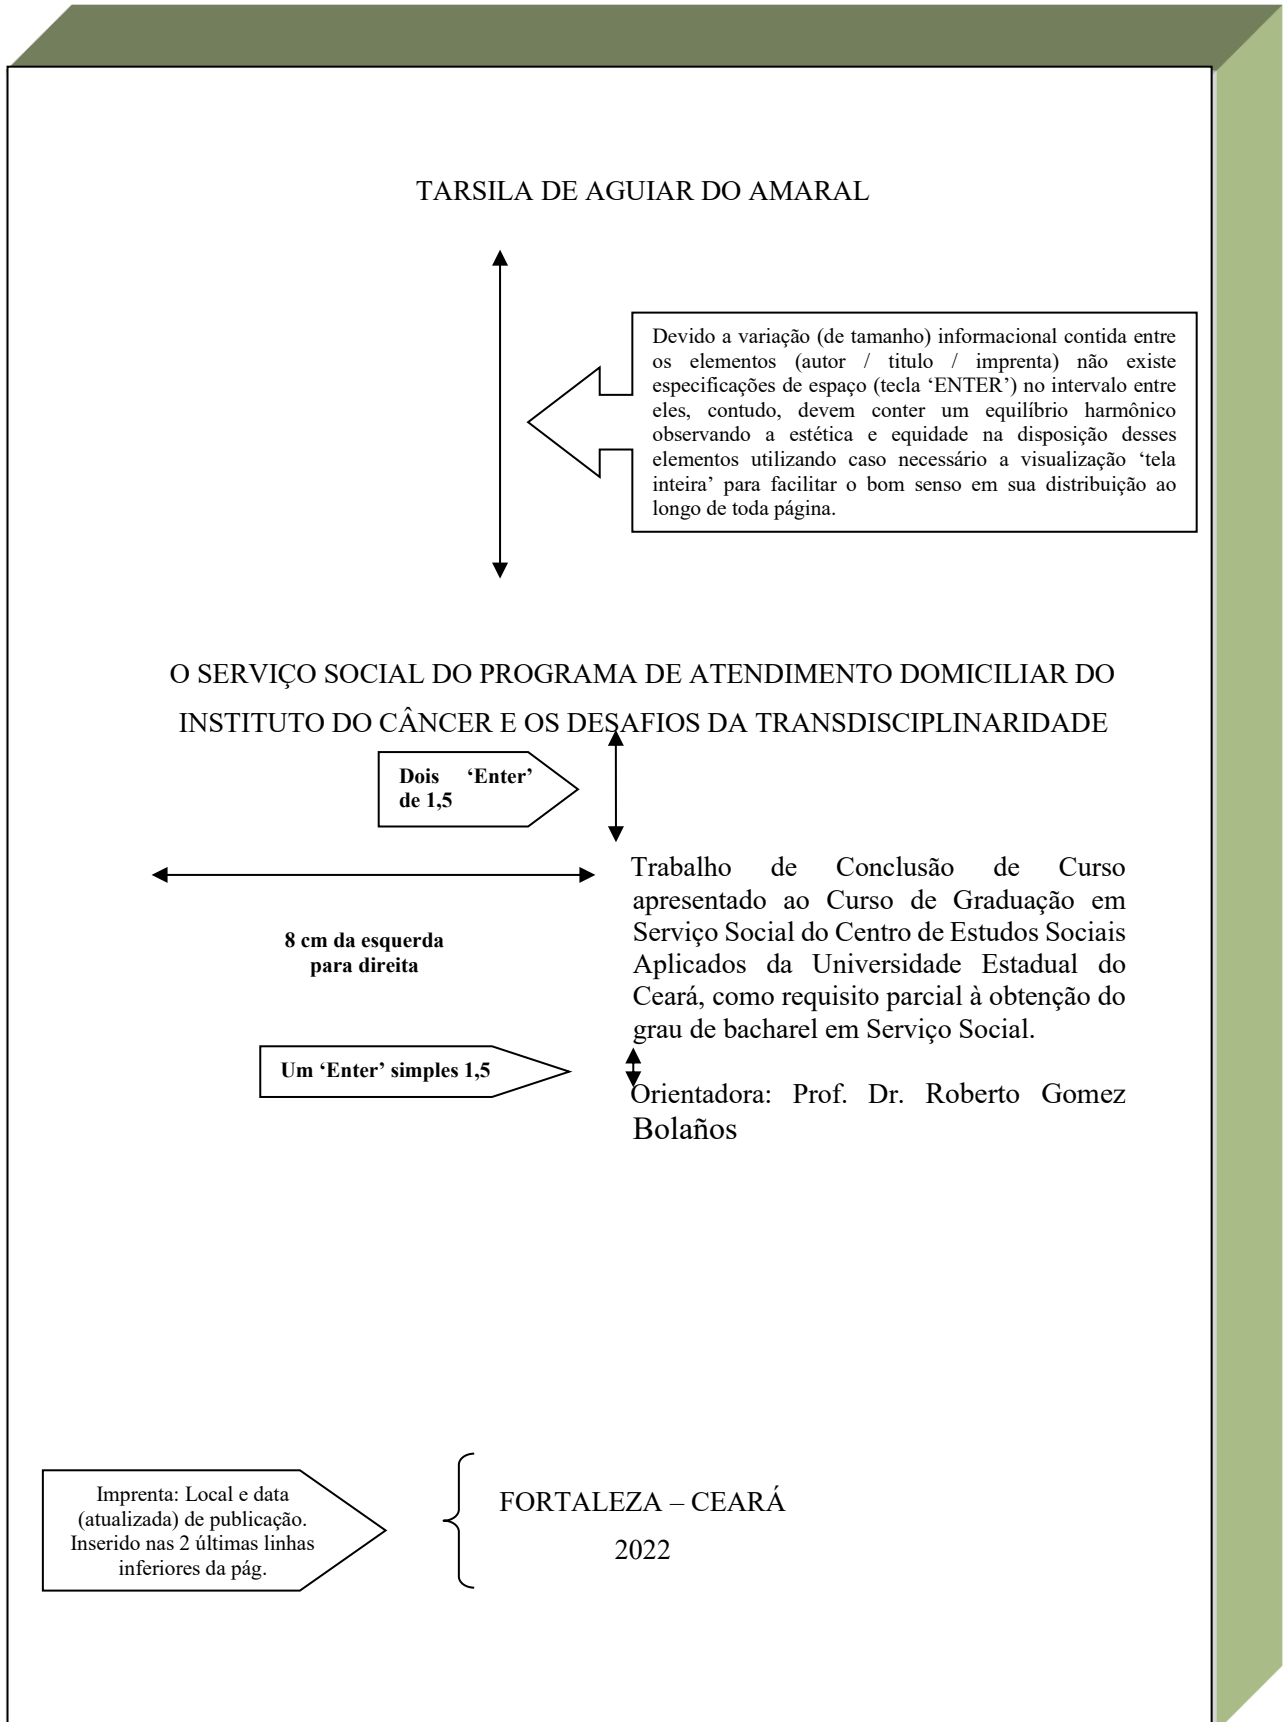 TARSILA DE AGUIAR DO AMARAL
Devido a variação (de tamanho) informacional contida entre
os elementos (autor / titulo / imprenta) não existe
especificações de espaço (tecla ‘ENTER’) no intervalo entre
eles, contudo, devem conter um equilíbrio harmônico
observando a estética e equidade na disposição desses
elementos utilizando caso necessário a visualização ‘tela
inteira’ para facilitar o bom senso em sua distribuição ao
longo de toda página.
O SERVIÇO SOCIAL DO PROGRAMA DE ATENDIMENTO DOMICILIAR DO
INSTITUTO DO CÂNCER E OS DESAFIOS DA TRANSDISCIPLINARIDADE
Dois ‘Enter’
de 1,5
Trabalho de Conclusão de Curso
apresentado ao Curso de Graduação em
Serviço Social do Centro de Estudos Sociais
Aplicados da Universidade Estadual do
Ceará, como requisito parcial à obtenção do
grau de bacharel em Serviço Social.
8 cm da esquerda
para direita
Um ‘Enter’ simples 1,5
Orientadora: Prof. Dr. Roberto Gomez
Bolaños
Imprenta: Local e data
(atualizada) de publicação.
Inserido nas 2 últimas linhas
inferiores da pág.
FORTALEZA – CEARÁ
2022